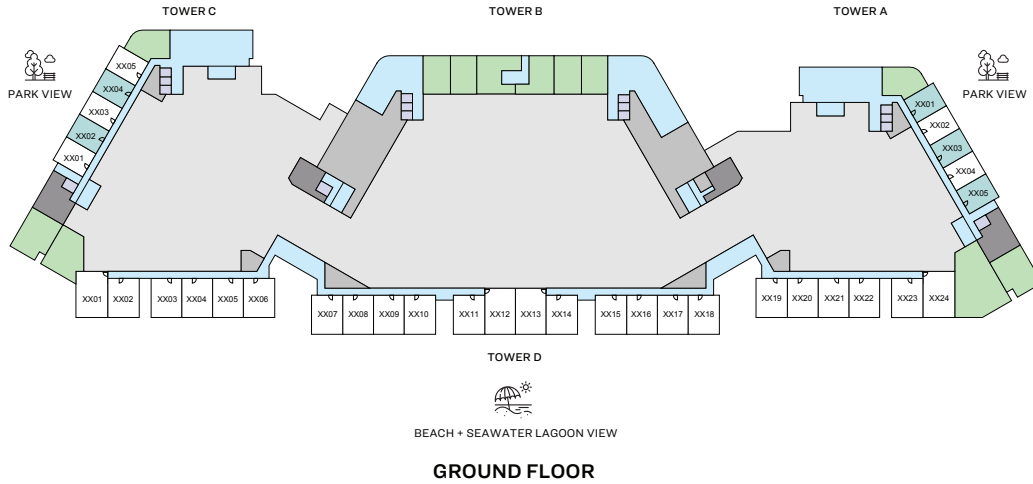 TOWER C
TOWER B
TOWER A
PARK VIEW
XX05
XX04
XX03
XX02
XX01
PARK VIEW
XX01
XX02
XX03
XX04
XX05
XX01 XX02 XX03 XX04 XX05 XX06
XX07 XX08 XX09 XX10 XX11 XX12 XX13 XX14 XX15 XX16 XX17 XX18
XX19 XX20 XX21 XX22 XX23 XX24
TOWER D
BEACH + SEAWATER LAGOON VIEW
GROUND FLOOR